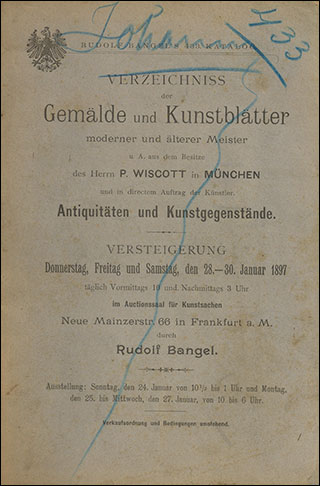 Johann
433
RUDOLF BANGEL'S 433 KATALOG
VERZEICHNISS
der
Gemälde und Kunstblätter
moderner und älterer Meister
u. A. aus dem Besitze
des Herrn P. WISCOTT in MÜNCHEN
und in directem Auftrag der Künstler.
Antiquitäten und Kunstgegenstände.
VERSTEIGERUNG
Donnerstag, Freitag und Samstag, den 28.—30. Januar 1897
täglich Vormittags 10 und Nachmittags 3 Uhr
im Auctionssaal für Kunstsachen
Neue Mainzerstr. 66 in Frankfurt a. M.
durch
Rudolf Bangel.
Ausstellung: Sonntag, den 24. Januar von 10½ bis 1 Uhr und Montag,
den 25. bis Mittwoch, den 27. Januar, von 10 bis 6 Uhr.
Verkaufsordnung und Bedingungen umstehend.